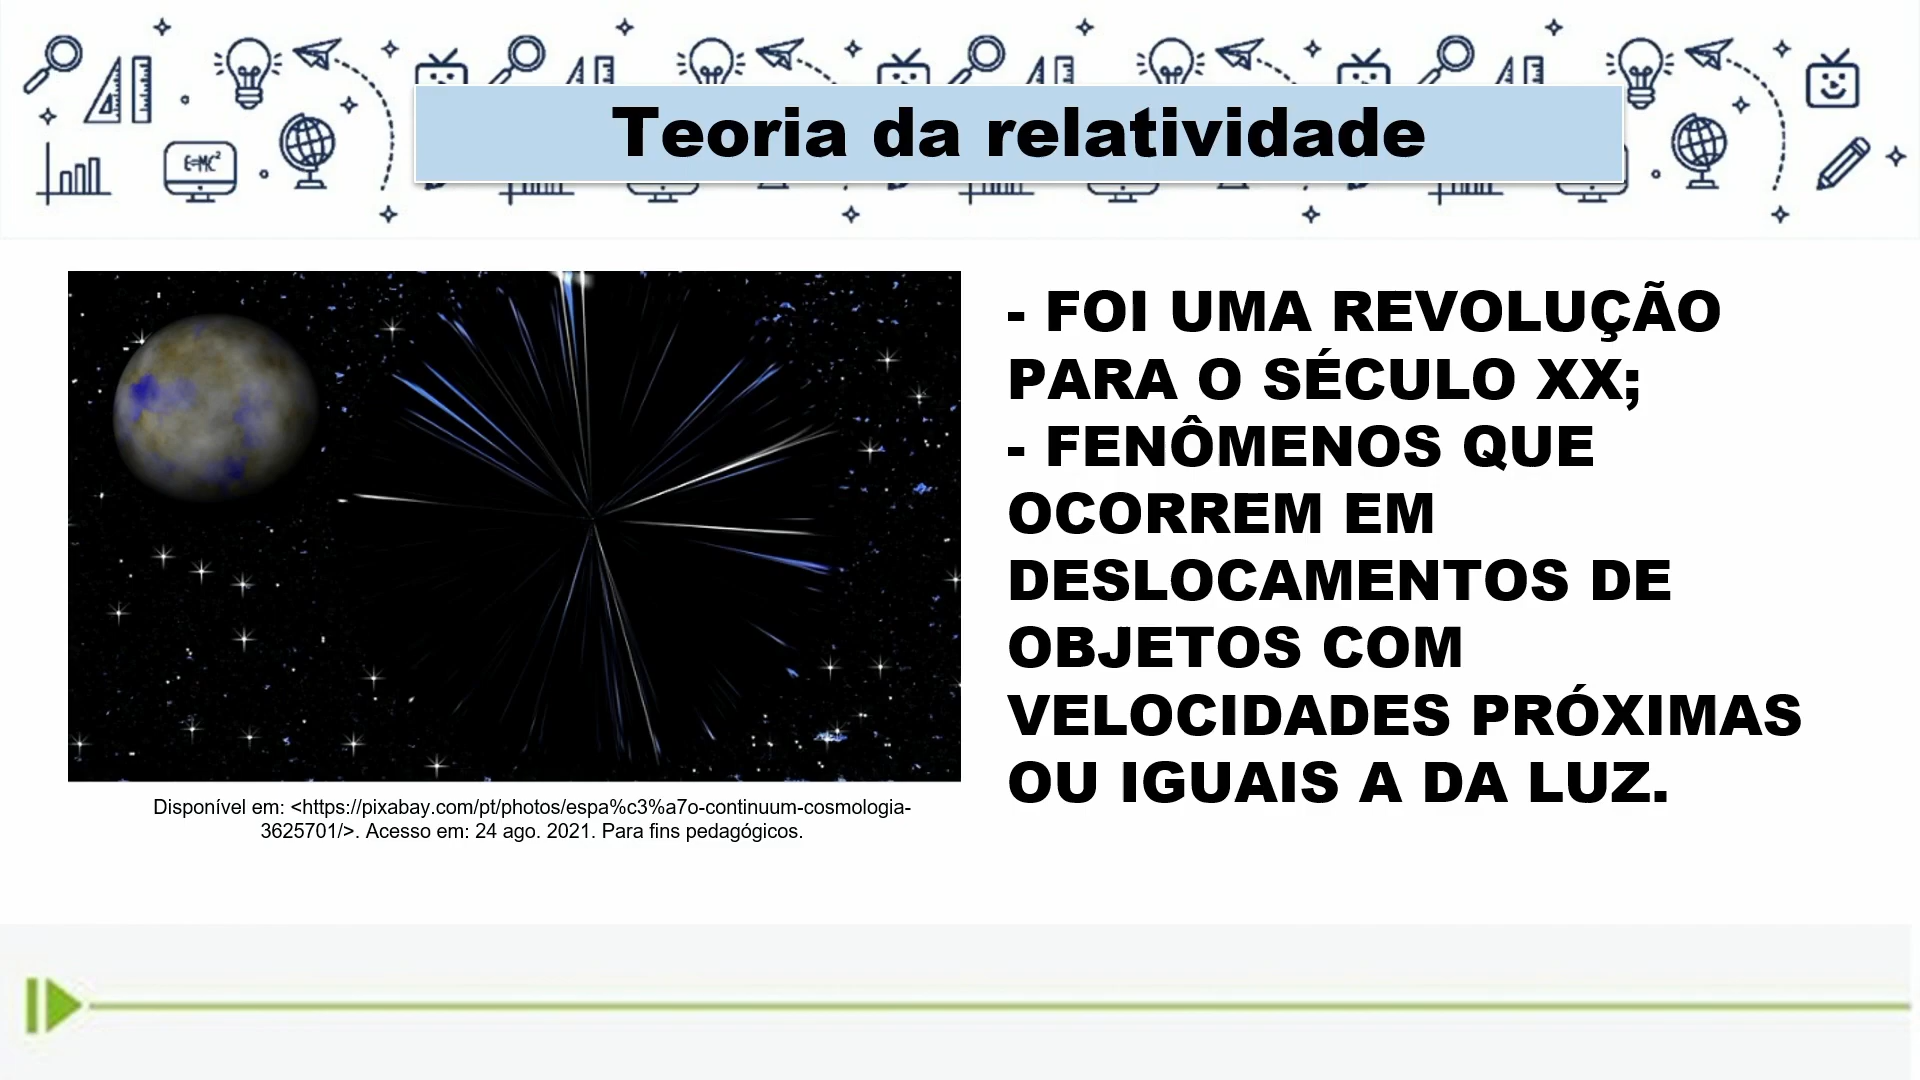 E=MC²
Teoria da relatividade
- FOI UMA REVOLUÇÃO
PARA O SÉCULO XX;
- FENÔMENOS QUE
OCORREM EM
DESLOCAMENTOS DE
OBJETOS COM
VELOCIDADES PRÓXIMAS
OU IGUAIS A DA LUZ.
Disponível em: <https://pixabay.com/pt/photos/espa%c3%a7o-continuum-cosmologia-
3625701/>. Acesso em: 24 ago. 2021. Para fins pedagógicos.